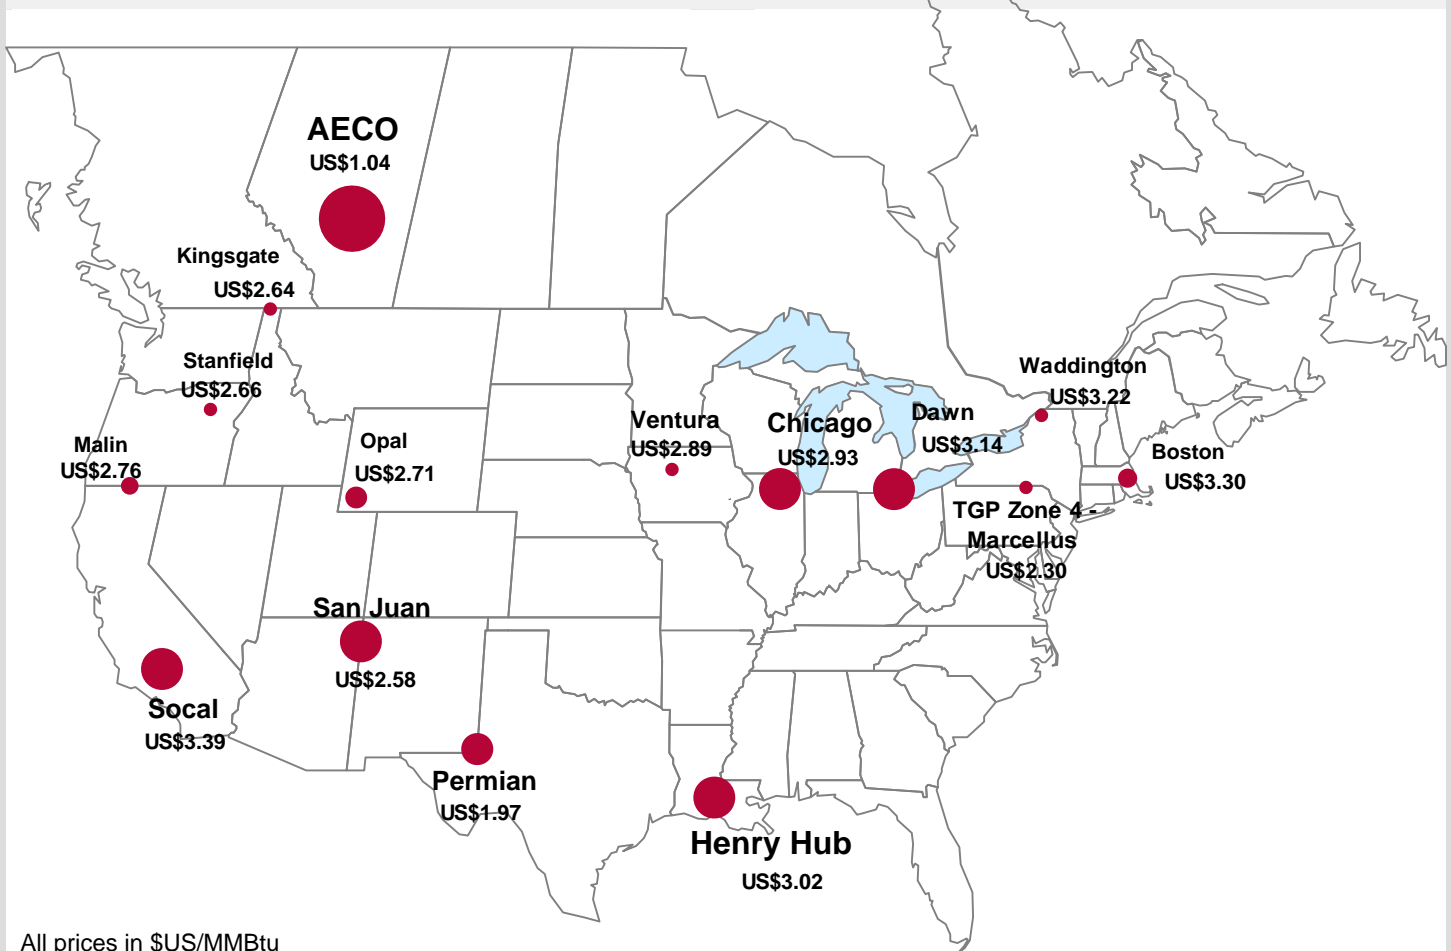 AECO
US$1.04
Kingsgate
US$2.64
Stanfield
US$2.66
Malin
US$2.76
Opal
US$2.71
Ventura
US$2.89
Chicago
US$2.93
Dawn
US$3.14
Waddington
US$3.22
Boston
US$3.30
TGP Zone 4 -
Marcellus
US$2.30
San Juan
US$2.58
Socal
US$3.39
Permian
US$1.97
Henry Hub
US$3.02
All prices in $US/MMBtu